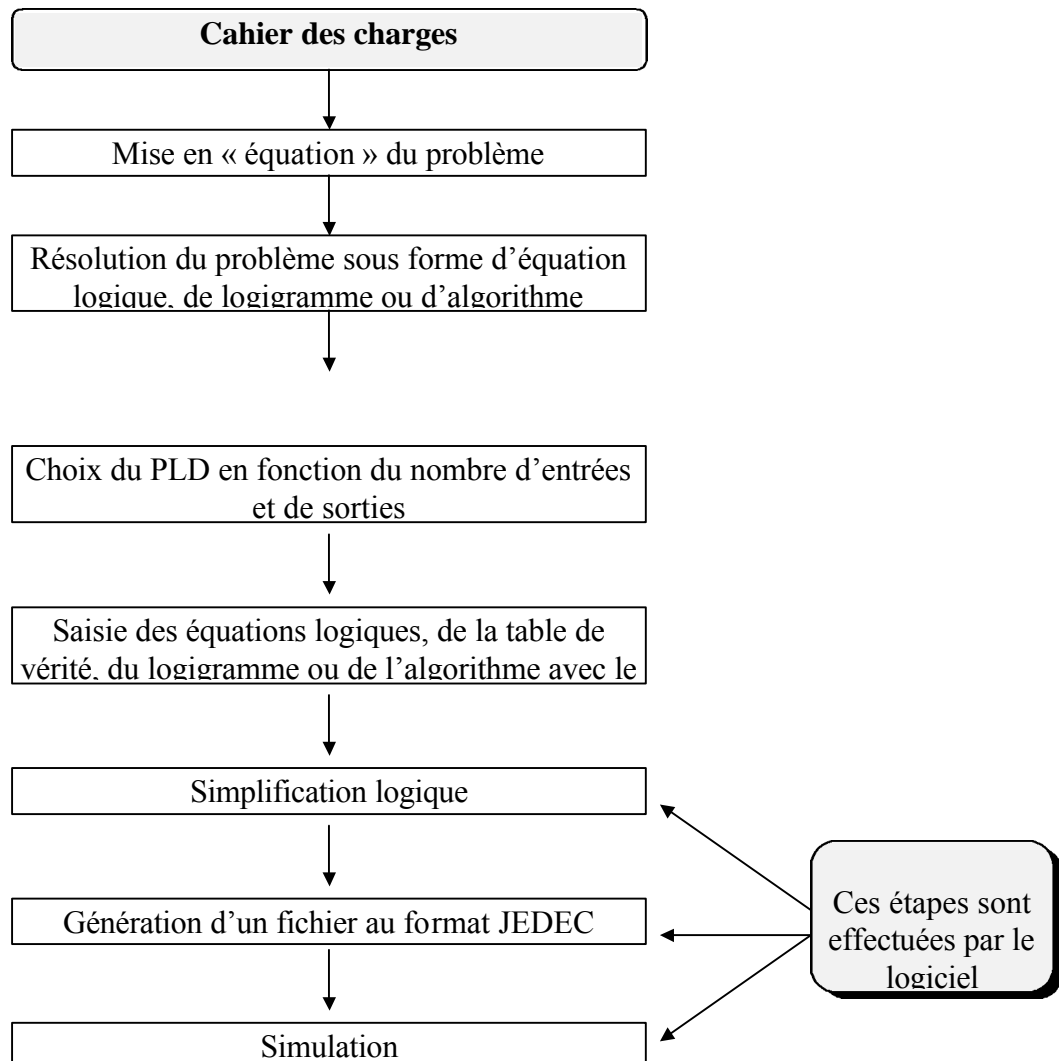 Cahier des charges
Mise en « équation » du problème
Résolution du problème sous forme d’équation
logique, de logigramme ou d’algorithme
Choix du PLD en fonction du nombre d’entrées
et de sorties
Saisie des équations logiques, de la table de
vérité, du logigramme ou de l’algorithme avec le
Simplification logique
Génération d’un fichier au format JEDEC
Ces étapes sont
effectuées par le
logiciel
Simulation